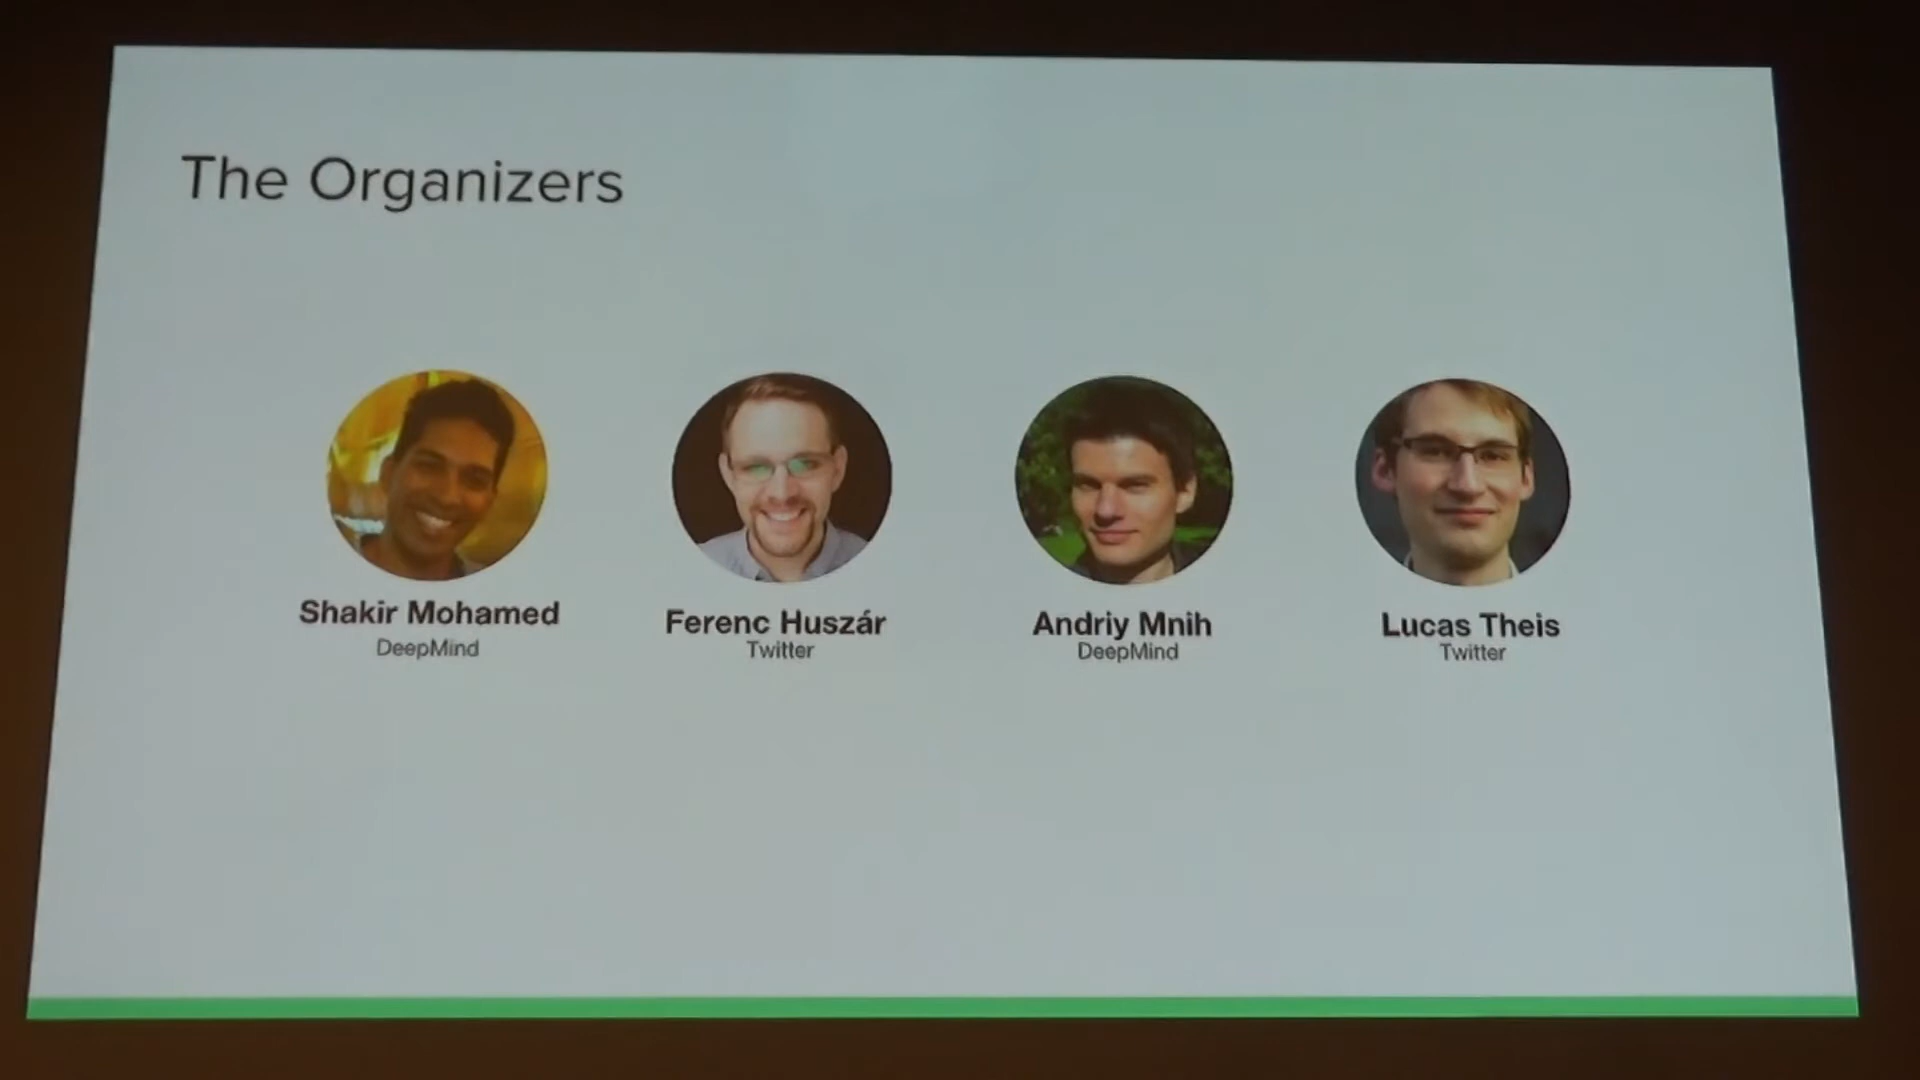 The Organizers
Shakir Mohamed
DeepMind
Ferenc Huszár
Twitter
Andriy Mnih
DeepMind
Lucas Theis
Twitter